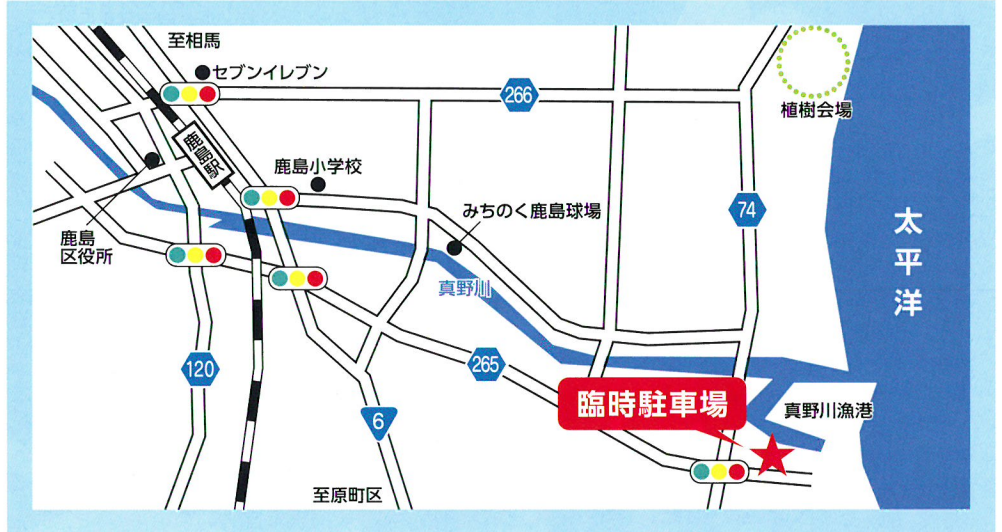 至相馬
セブンイレブン
266
植樹会場
鹿島駅
鹿島小学校
74
みちのく鹿島球場
太平洋
鹿島
区役所
真野川
120
265
臨時駐車場
真野川漁港
6
至原町区